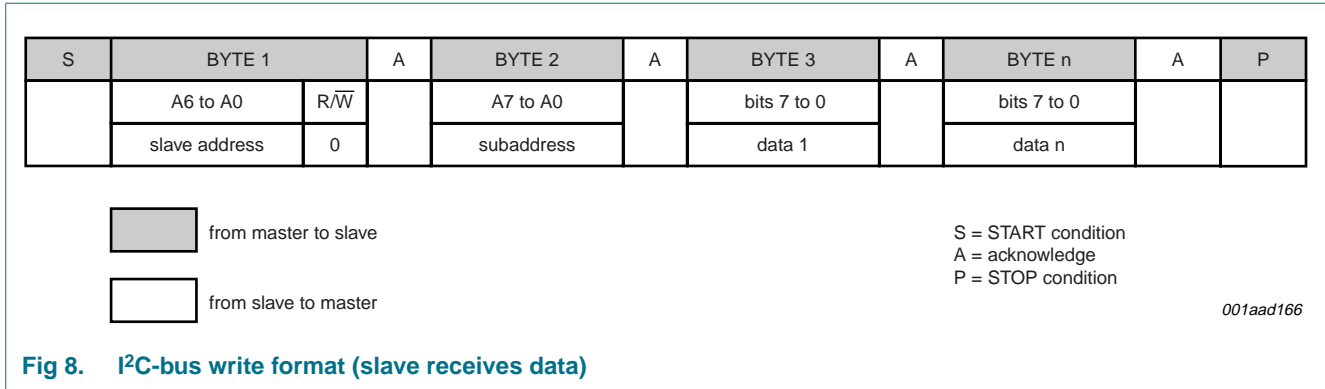 S BYTE 1 A BYTE 2 A BYTE 3 A BYTE n A P
A6 to A0 R/W̅ A7 to A0 bits 7 to 0 bits 7 to 0
slave address 0 subaddress data 1 data n
from master to slave
from slave to master
S = START condition
A = acknowledge
P = STOP condition
001aad166
Fig 8. I²C-bus write format (slave receives data)